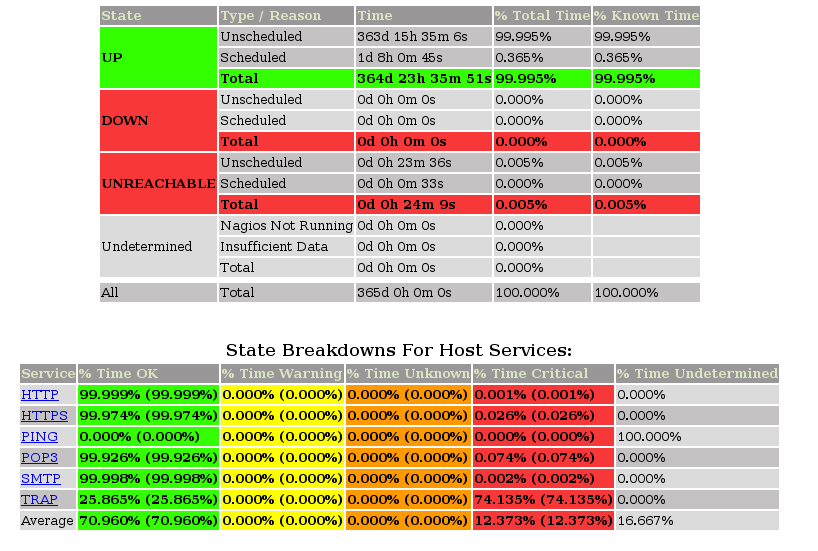 State Type / Reason Time % Total Time % Known Time
UP Unscheduled 363d 15h 35m 6s 99.995% 99.995%
Scheduled 1d 8h 0m 45s 0.365% 0.365%
Total 364d 23h 35m 51s 99.995% 99.995%
DOWN Unscheduled 0d 0h 0m 0s 0.000% 0.000%
Scheduled 0d 0h 0m 0s 0.000% 0.000%
Total 0d 0h 0m 0s 0.000% 0.000%
UNREACHABLE Unscheduled 0d 0h 23m 36s 0.005% 0.005%
Scheduled 0d 0h 0m 33s 0.000% 0.000%
Total 0d 0h 24m 9s 0.005% 0.005%
Undetermined Nagios Not Running 0d 0h 0m 0s 0.000%
Insufficient Data 0d 0h 0m 0s 0.000%
Total 0d 0h 0m 0s 0.000%
All Total 365d 0h 0m 0s 100.000% 100.000%
State Breakdowns For Host Services:
Service % Time OK % Time Warning % Time Unknown % Time Critical % Time Undetermined
HTTP 99.999% (99.999%) 0.000% (0.000%) 0.000% (0.000%) 0.001% (0.001%) 0.000%
HTTPS 99.974% (99.974%) 0.000% (0.000%) 0.000% (0.000%) 0.026% (0.026%) 0.000%
PING 0.000% (0.000%) 0.000% (0.000%) 0.000% (0.000%) 0.000% (0.000%) 100.000%
POP3 99.926% (99.926%) 0.000% (0.000%) 0.000% (0.000%) 0.074% (0.074%) 0.000%
SMTP 99.998% (99.998%) 0.000% (0.000%) 0.000% (0.000%) 0.002% (0.002%) 0.000%
TRAP 25.865% (25.865%) 0.000% (0.000%) 0.000% (0.000%) 74.135% (74.135%) 0.000%
Average 70.960% (70.960%) 0.000% (0.000%) 0.000% (0.000%) 12.373% (12.373%) 16.667%